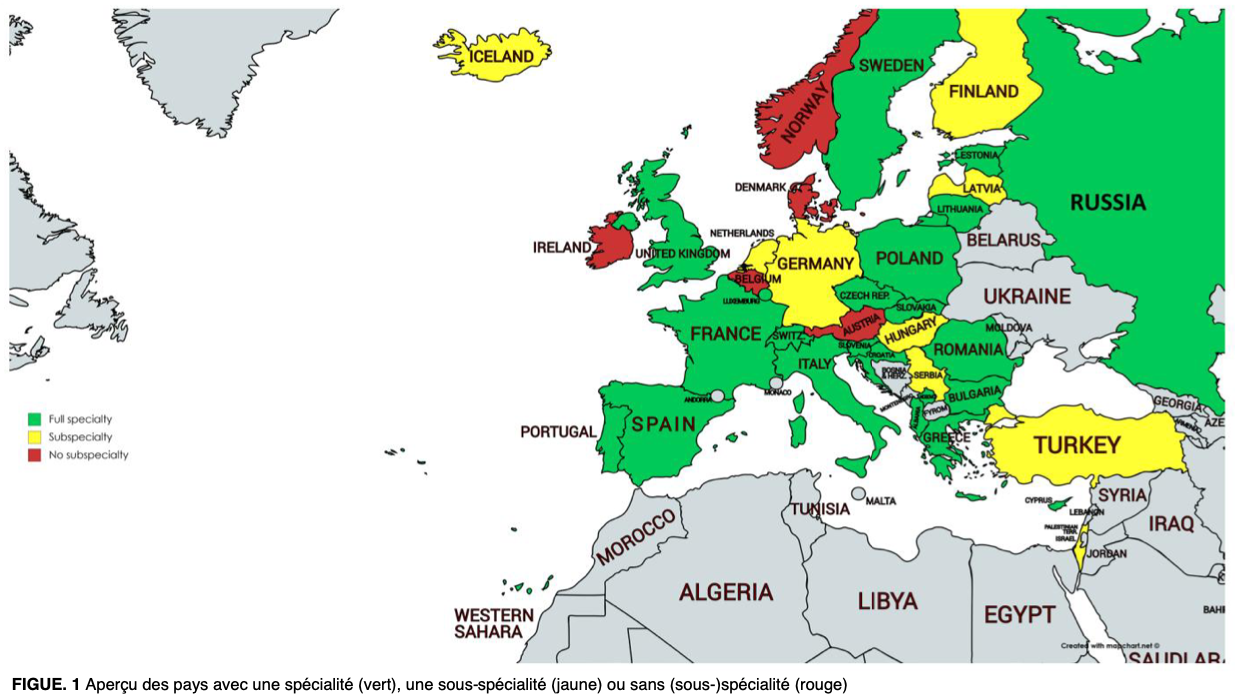 ICELAND
SWEDEN
FINLAND
NORWAY
ESTONIA
LATVIA
DENMARK
LITHUANIA
RUSSIA
NETHERLANDS
BELARUS
IRELAND
UNITED KINGDOM
GERMANY
POLAND
BELGIUM
LUXEMBURG
CZECH REP.
UKRAINE
SLOVAKIA
FRANCE
SWITZ.
AUSTRIA
HUNGARY
MOLDOVA
SLOVENIA
CROATIA
ROMANIA
ITALY
BOSNIA
& HERZ.
SERBIA
MONACO
ANDORRA
MONTENEGRO
BULGARIA
GEORGIA
Full specialty
Subspecialty
No subspecialty
PORTUGAL
SPAIN
FYROM
ALBANIA
GREECE
TURKEY
AZE
TUNISIA
MALTA
CYPRUS
SYRIA
LEBANON
PALESTINIAN
TERR.
ISRAEL
IRAQ
JORDAN
MOROCCO
ALGERIA
LIBYA
EGYPT
BAHR
WESTERN
SAHARA
Created with mapchart.net ©
SAUDI AR
FIGUE. 1 Aperçu des pays avec une spécialité (vert), une sous-spécialité (jaune) ou sans (sous-)spécialité (rouge)